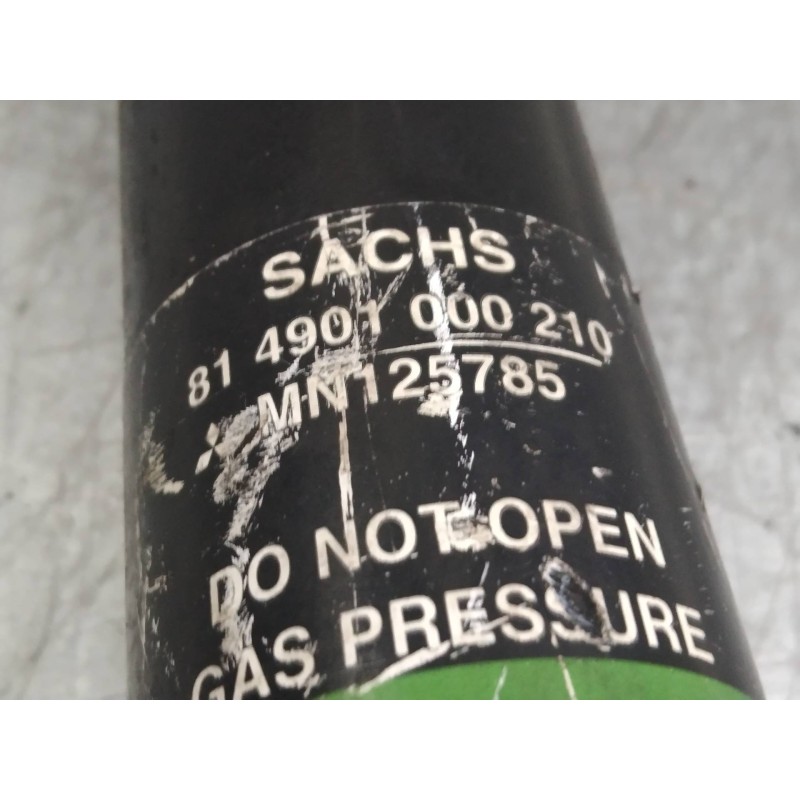 SACHS
81 4901 000 210
MN125785
DO NOT OPEN
GAS PRESSURE